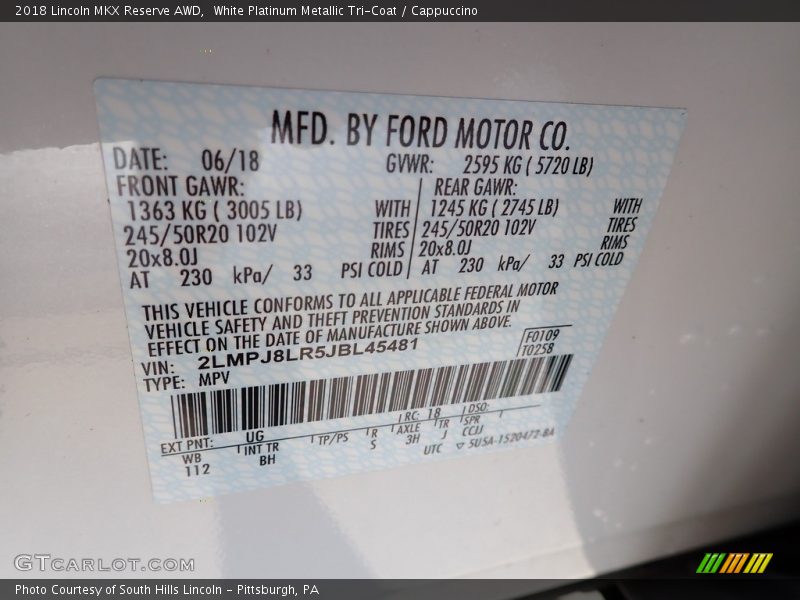 2018 Lincoln MKX Reserve AWD,  White Platinum Metallic Tri-Coat / Cappuccino
MFD. BY FORD MOTOR CO.
DATE: 06/18 GVWR: 2595 KG ( 5720 LB)
FRONT GAWR: REAR GAWR:
1363 KG ( 3005 LB) WITH 1245 KG ( 2745 LB) WITH
245/50R20 102V TIRES 245/50R20 102V TIRES
20x8.0J RIMS 20x8.0J RIMS
AT 230 kPa/ 33 PSI COLD AT 230 kPa/ 33 PSI COLD
THIS VEHICLE CONFORMS TO ALL APPLICABLE FEDERAL MOTOR
VEHICLE SAFETY AND THEFT PREVENTION STANDARDS IN
EFFECT ON THE DATE OF MANUFACTURE SHOWN ABOVE.
VIN: 2LMPJ8LR5JBL45481 F0109
TYPE: MPV T0258
EXT PNT: UG RC: 18 DSO:
WB INT TR TP/PS R AXLE TR SPR
112 BH S 3H J CCJJ
UTC 5U5A-1520472-BA
GTCARLOT.COM
Photo Courtesy of South Hills Lincoln - Pittsburgh, PA